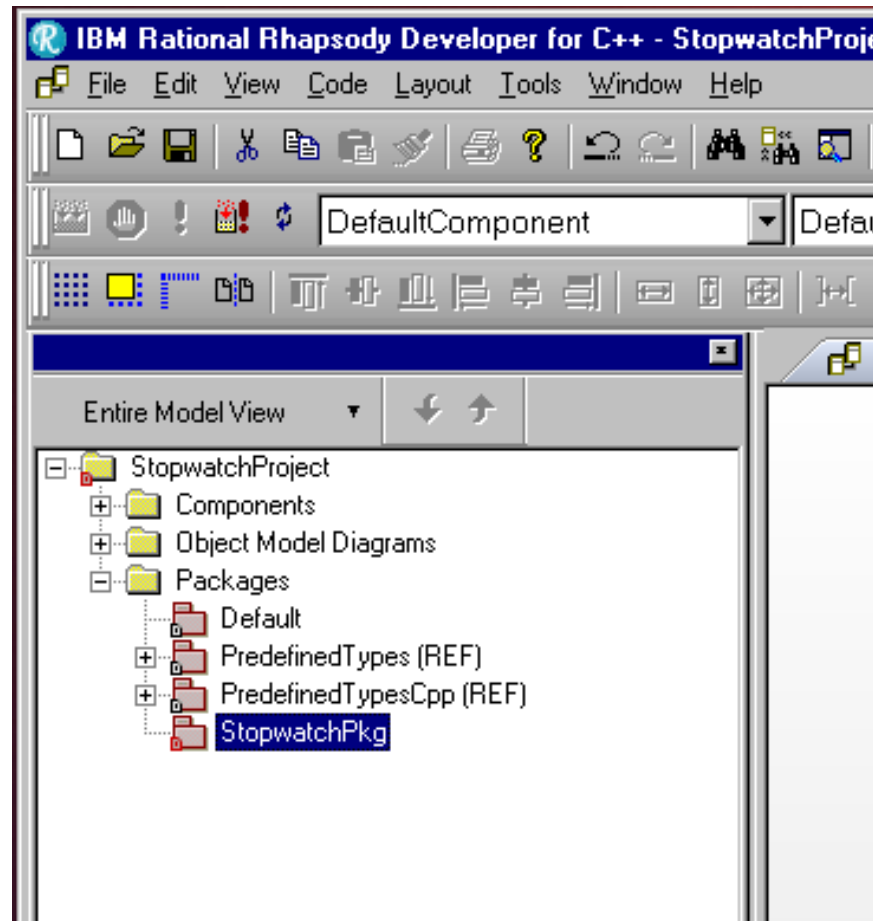 IBM Rational Rhapsody Developer for C++ - StopwatchProje
File Edit View Code Layout Tools Window Help
DefaultComponent Defau
Entire Model View
StopwatchProject
Components
Object Model Diagrams
Packages
Default
PredefinedTypes (REF)
PredefinedTypesCpp (REF)
StopwatchPkg